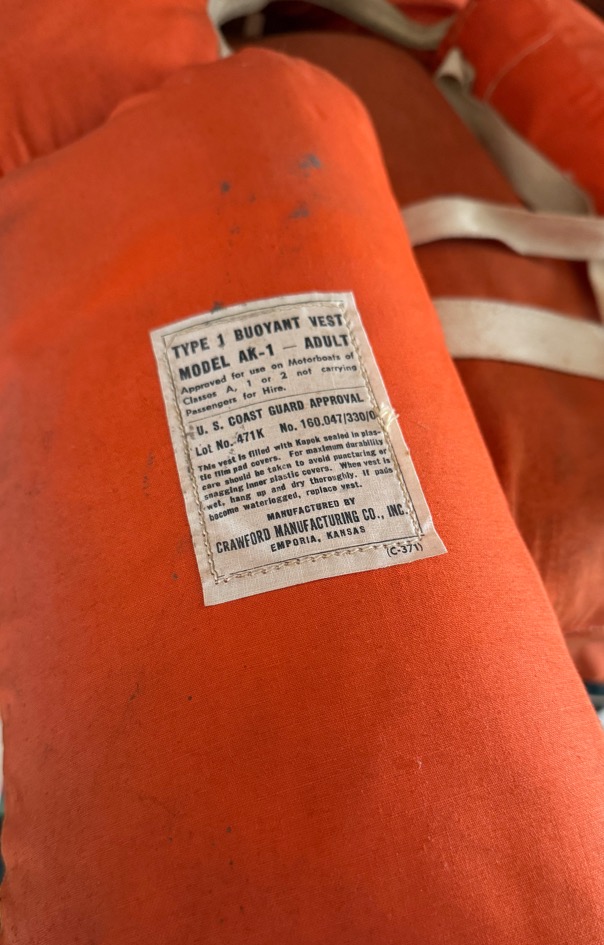 TYPE 1 BUOYANT VEST
MODEL AK-1 — ADULT
Approved for use on Motorboats of
Classes A, 1 or 2 not carrying
Passengers for Hire.
U. S. COAST GUARD APPROVAL
Lot No. 471K No. 160.047/330/0
This vest is filled with Kapok sealed in plas-
tic film pad covers. For maximum durability
care should be taken to avoid puncturing or
snagging inner plastic covers. When vest is
wet, hang up and dry thoroughly. If pads
become waterlogged, replace vest.
MANUFACTURED BY
CRAWFORD MANUFACTURING CO., INC.
EMPORIA, KANSAS
(C-371)